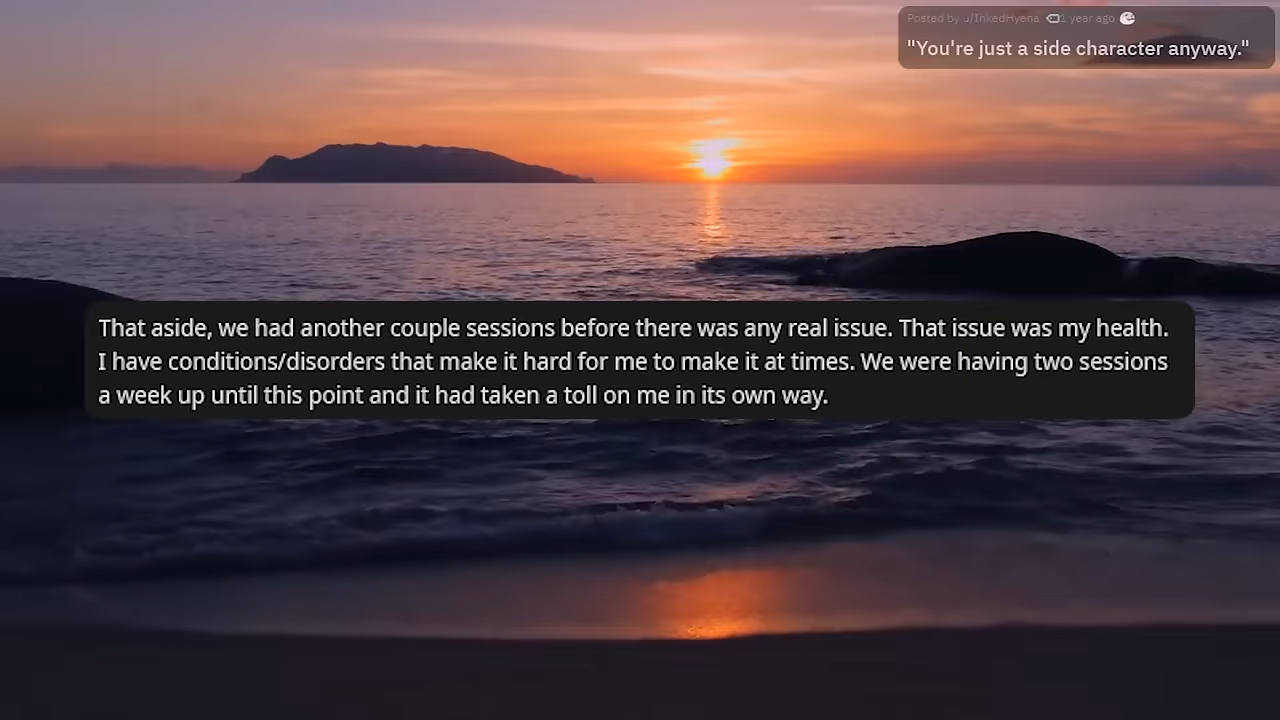 Posted by u/InkedHyena 1 year ago
"You're just a side character anyway."
That aside, we had another couple sessions before there was any real issue. That issue was my health.
I have conditions/disorders that make it hard for me to make it at times. We were having two sessions
a week up until this point and it had taken a toll on me in its own way.